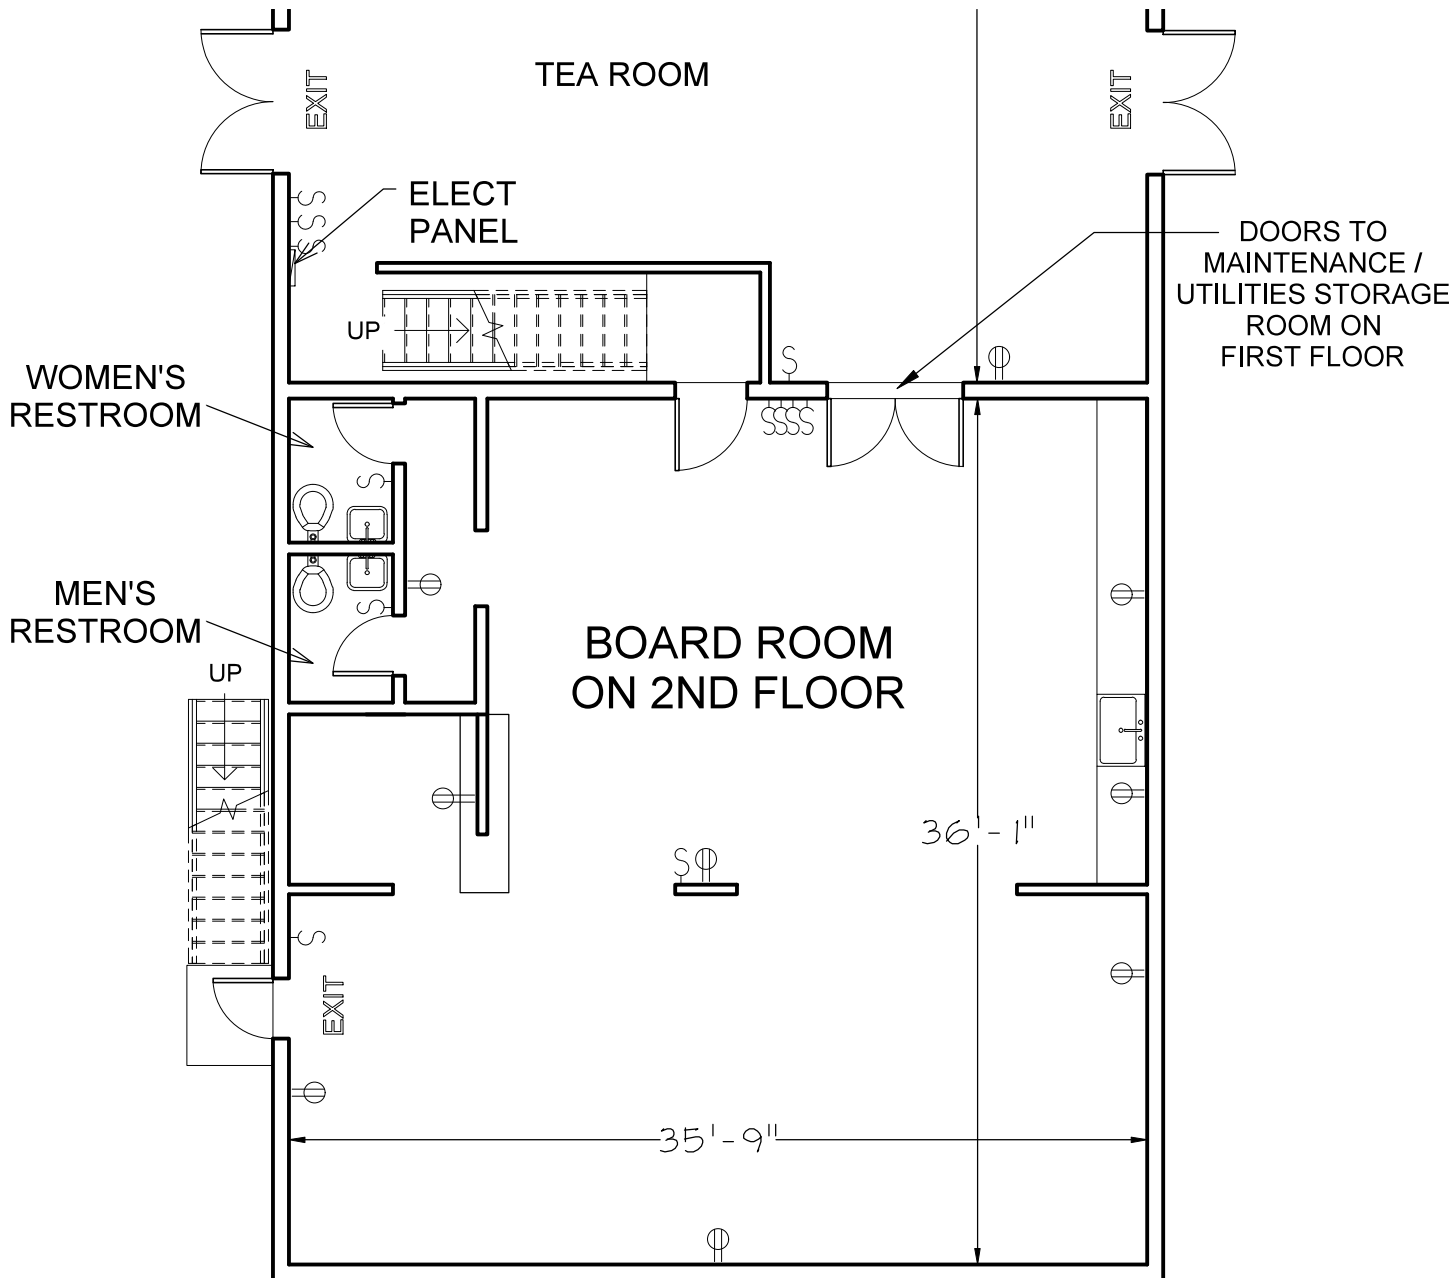 TEA ROOM
EXIT
EXIT
ELECT
PANEL
S
S
S
DOORS TO
MAINTENANCE /
UTILITIES STORAGE
ROOM ON
FIRST FLOOR
UP
S
WOMEN'S
RESTROOM
SSSS
S
MEN'S
RESTROOM
S
BOARD ROOM
ON 2ND FLOOR
UP
36'-1"
S
S
EXIT
35'-9"